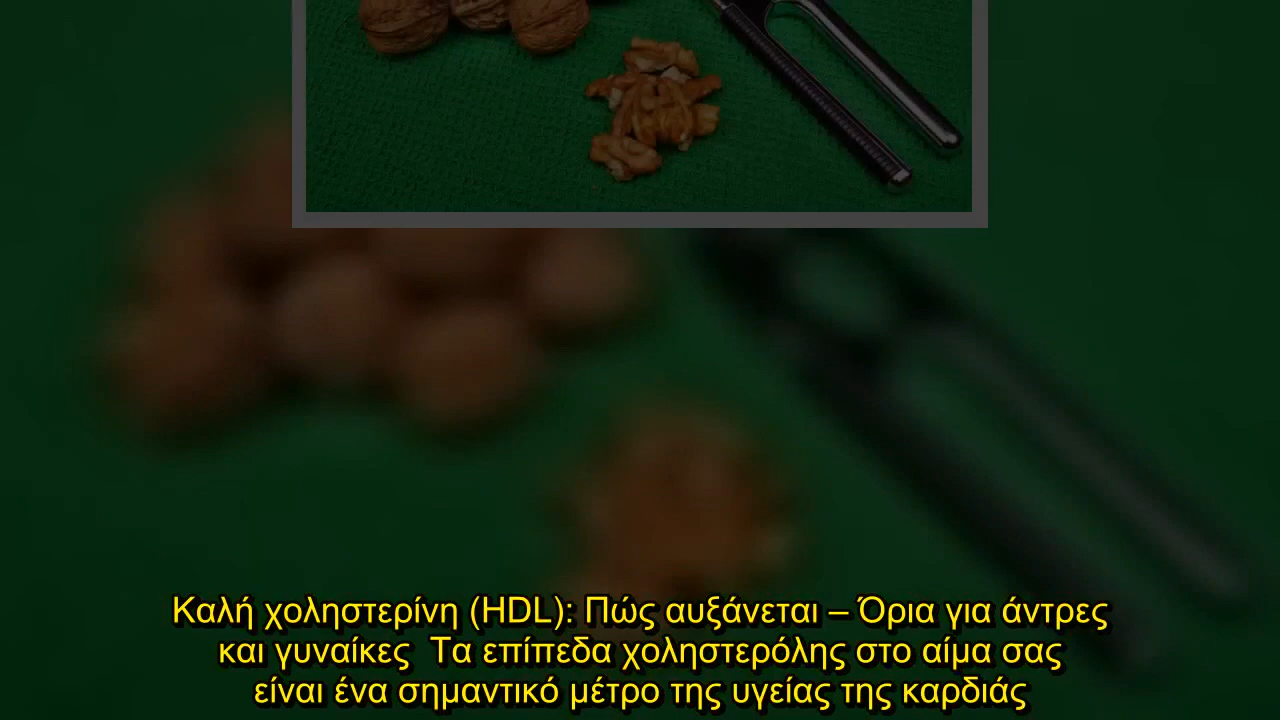 Καλή χοληστερίνη (HDL): Πώς αυξάνεται – Όρια για άντρες
και γυναίκες  Τα επίπεδα χοληστερόλης στο αίμα σας
είναι ένα σημαντικό μέτρο της υγείας της καρδιάς